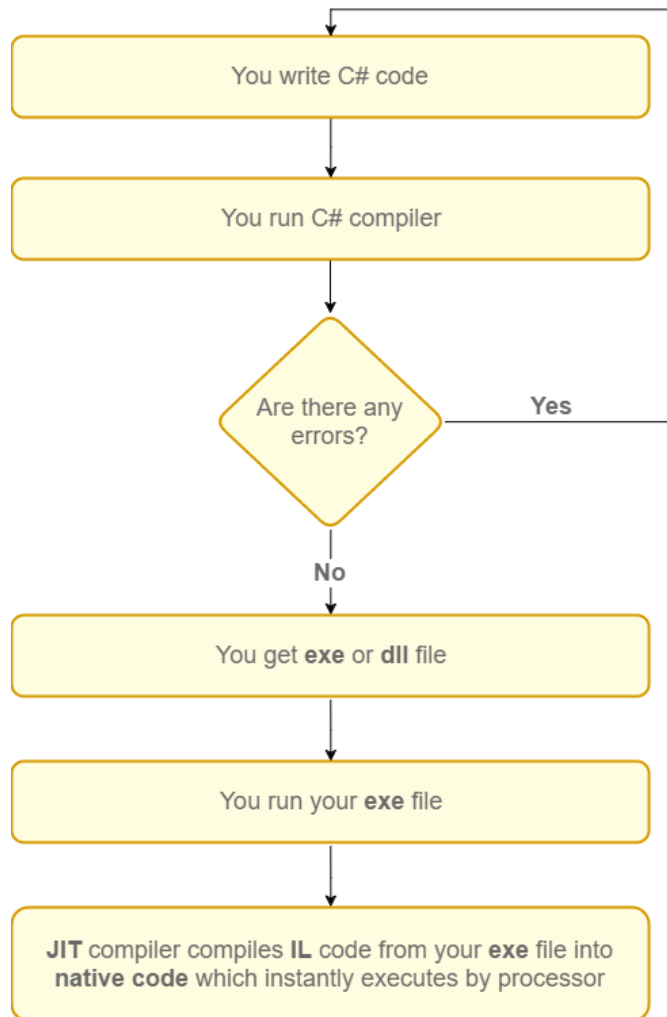 You write C# code
You run C# compiler
Are there any
errors?
Yes
No
You get exe or dll file
You run your exe file
JIT compiler compiles IL code from your exe file into
native code which instantly executes by processor